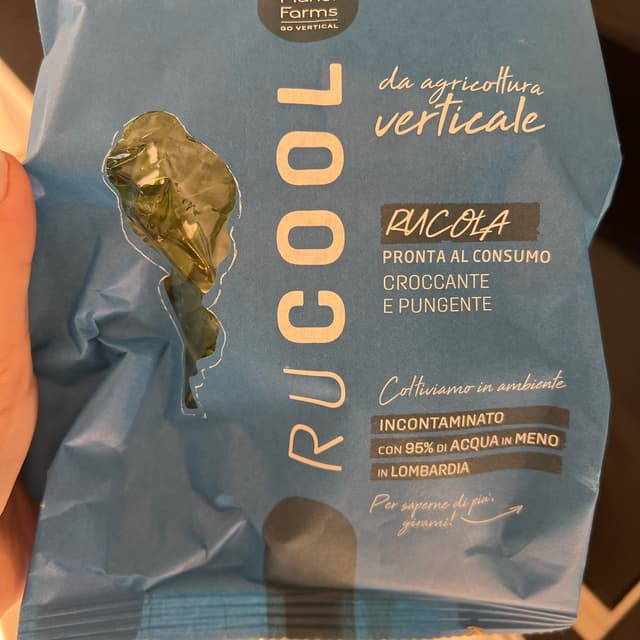 Planet
Farms
GO VERTICAL
RUCOOL
da agricoltura
verticale
RUCOLA
PRONTA AL CONSUMO
CROCCANTE
E PUNGENTE
Coltiviamo in ambiente
INCONTAMINATO
CON 95% DI ACQUA IN MENO
IN LOMBARDIA
Per saperne di più,
girami!